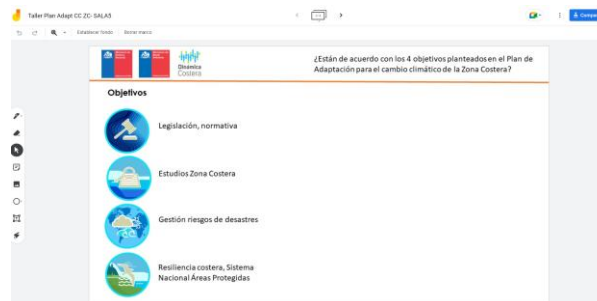 Taller Plan Adapt CC ZC-SALA5
Establecer fondo Borrar marco
Dinámica
Costera
¿Están de acuerdo con los 4 objetivos planteados en el Plan de
Adaptación para el cambio climático de la Zona Costera?
Objetivos
Legislación, normativa
Estudios Zona Costera
Gestión riesgos de desastres
Resiliencia costera, Sistema
Nacional Áreas Protegidas